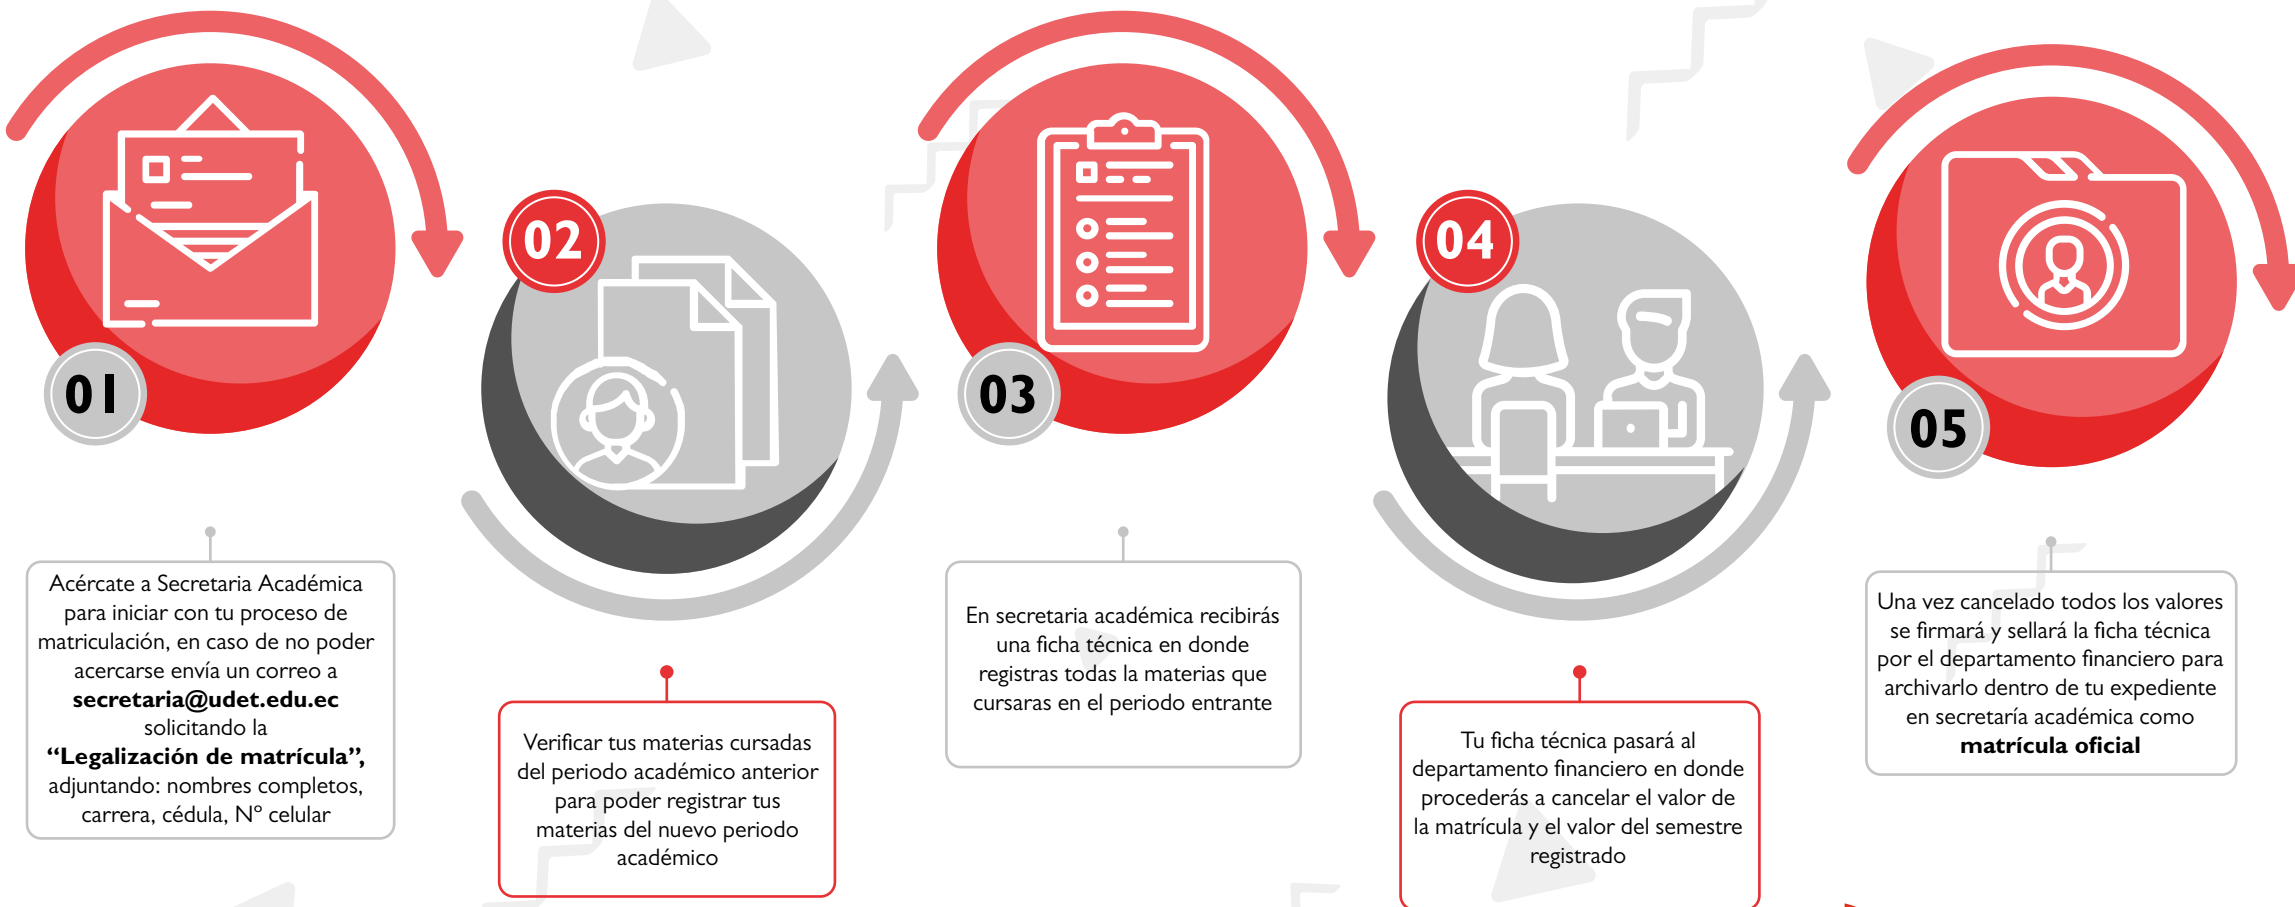 01
Acércate a Secretaria Académica
para iniciar con tu proceso de
matriculación, en caso de no poder
acercarse envía un correo a
secretaria@udet.edu.ec
solicitando la
“Legalización de matrícula”,
adjuntando: nombres completos,
carrera, cédula, Nº celular
02
Verificar tus materias cursadas
del periodo académico anterior
para poder registrar tus
materias del nuevo periodo
académico
03
En secretaria académica recibirás
una ficha técnica en donde
registras todas la materias que
cursaras en el periodo entrante
04
Tu ficha técnica pasará al
departamento financiero en donde
procederás a cancelar el valor de
la matrícula y el valor del semestre
registrado
05
Una vez cancelado todos los valores
se firmará y sellará la ficha técnica
por el departamento financiero para
archivarlo dentro de tu expediente
en secretaría académica como
matrícula oficial